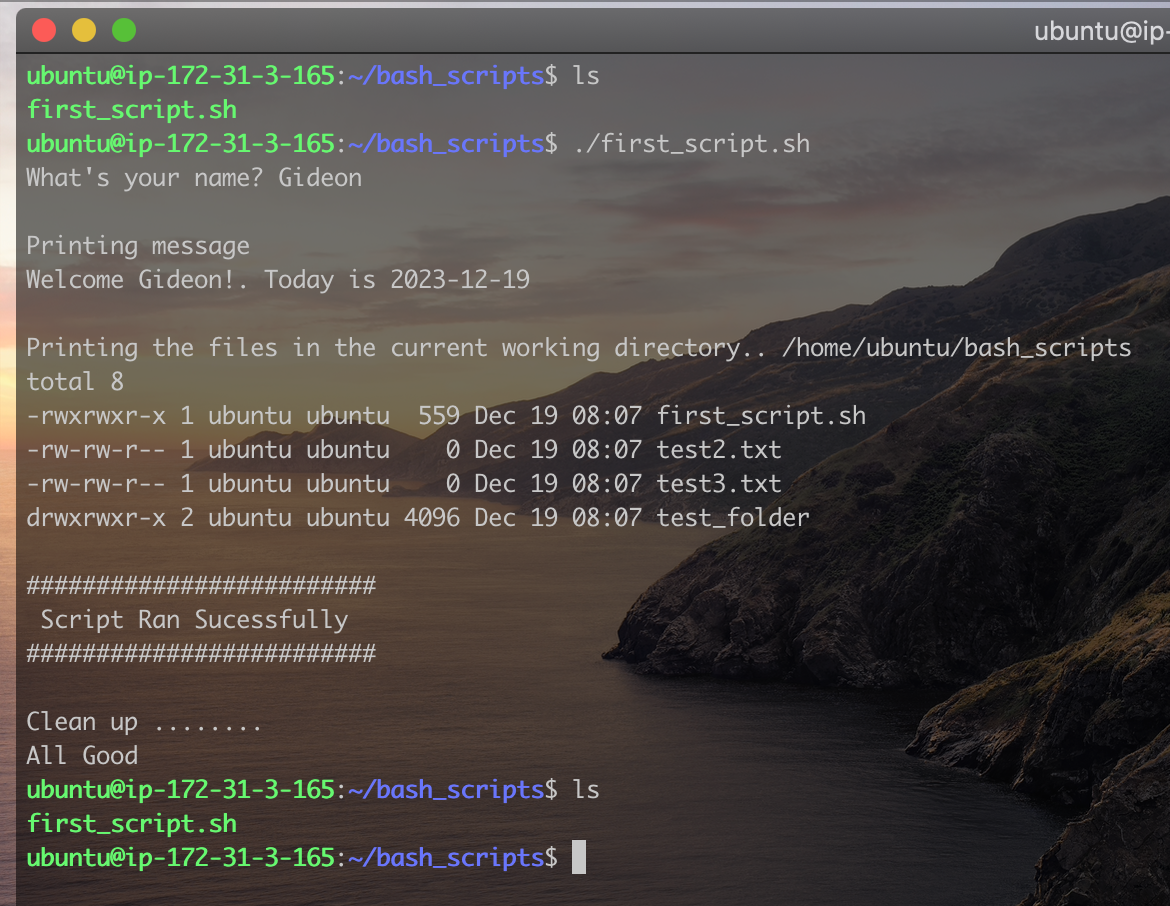 ubuntu@ip-
ubuntu@ip-172-31-3-165:~/bash_scripts$ ls
first_script.sh
ubuntu@ip-172-31-3-165:~/bash_scripts$ ./first_script.sh
What's your name? Gideon
Printing message
Welcome Gideon!. Today is 2023-12-19
Printing the files in the current working directory.. /home/ubuntu/bash_scripts
total 8
-rwxrwxr-x 1 ubuntu ubuntu  559 Dec 19 08:07 first_script.sh
-rw-rw-r-- 1 ubuntu ubuntu    0 Dec 19 08:07 test2.txt
-rw-rw-r-- 1 ubuntu ubuntu    0 Dec 19 08:07 test3.txt
drwxrwxr-x 2 ubuntu ubuntu 4096 Dec 19 08:07 test_folder
#########################
 Script Ran Sucessfully
#########################
Clean up ........
All Good
ubuntu@ip-172-31-3-165:~/bash_scripts$ ls
first_script.sh
ubuntu@ip-172-31-3-165:~/bash_scripts$